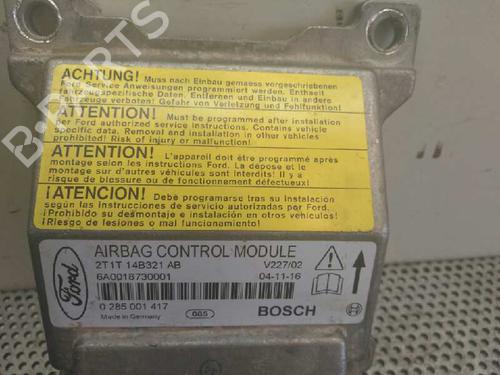 B-PARTS
ACHTUNG! Muss nach Einbau gemaess vorgeschriebenen
Ford Service Anweisungen programmiert werden. Enthaelt
fahrzeugspezifische Daten. Entfernen und Einbau in andere
Fahrzeuge verboten! Gefahr von Verletzung und Fehlfunktion!
ATTENTION! Must be programmed after installation
per Ford authorized service instructions. Contains vehicle
specific data. Removal and installation in other vehicles
prohibited! Risk of injury or malfunction!
ATTENTION! L'appareil doit être programmé après
montage selon les instructions Ford. La dépose et le
montage sur d'autres véhicules sont interdits! Il y a
risque de blessure ou de fonctionnement défectueux!
¡ATENCION! Debe programarse tras su Instalación
según las Instrucciones de servicio autorizadas por Ford.
¡Prohibido su desmontaje e instalación en otros vehículos!
¡Riesgo de lesiones o mal funcionamiento!
AIRBAG CONTROL MODULE
2T1T 14B321 AB V227/02
6A0018730001 04-11-16
Ford
0 285 001 417
Made in Germany 005 BOSCH